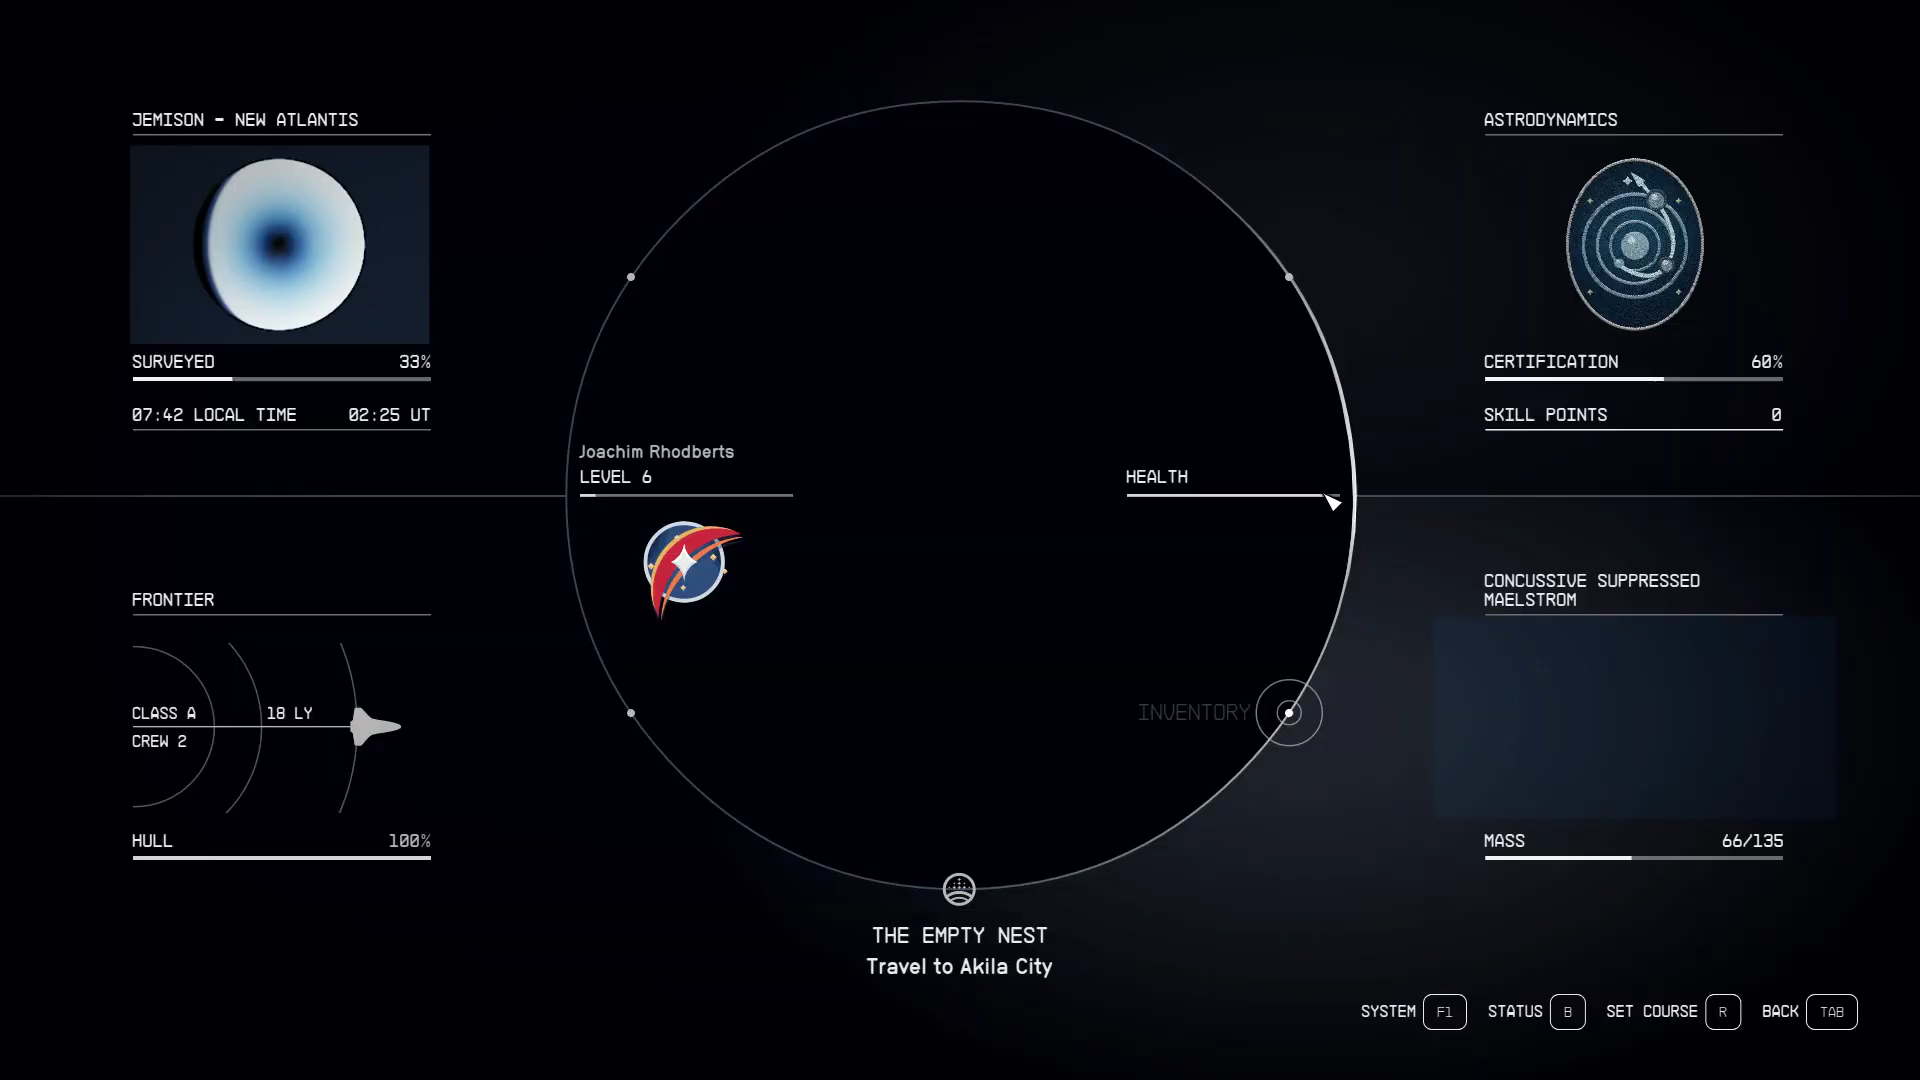 JEMISON - NEW ATLANTIS
SURVEYED 33%
07:42 LOCAL TIME 02:25 UT
ASTRODYNAMICS
CERTIFICATION 60%
SKILL POINTS 0
Joachim Rhodberts
LEVEL 6
HEALTH
FRONTIER
CLASS A 18 LY
CREW 2
HULL 100%
INVENTORY
CONCUSSIVE SUPPRESSED
MAELSTROM
MASS 66/135
THE EMPTY NEST
Travel to Akila City
SYSTEM F1 STATUS B SET COURSE R BACK TAB